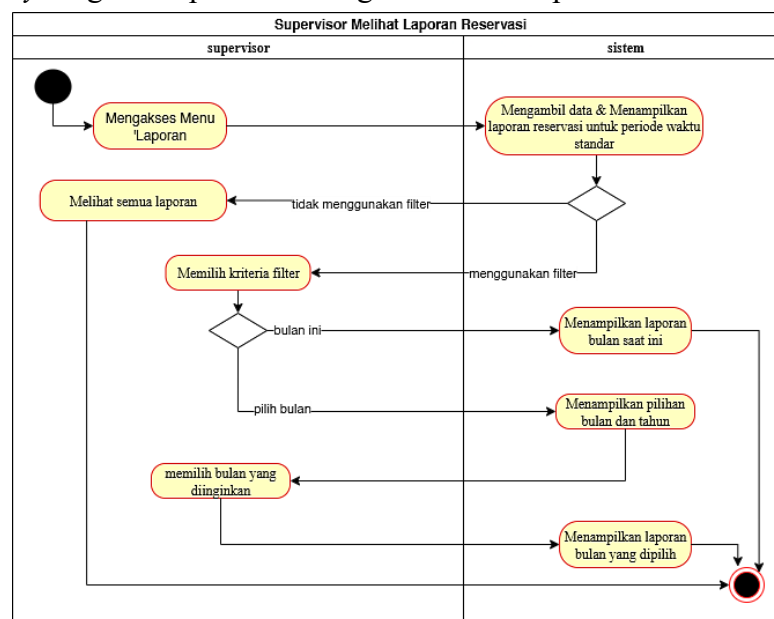 Supervisor Melihat Laporan Reservasi
supervisor
sistem
Mengakses Menu
"Laporan
Mengambil data & Menampilkan
laporan reservasi untuk periode waktu
standar
Melihat semua laporan
tidak menggunakan filter
Memilih kriteria filter
menggunakan filter
bulan ini
Menampilkan laporan
bulan saat ini
pilih bulan
Menampilkan pilihan
bulan dan tahun
memilih bulan yang
diinginkan
Menampilkan laporan
bulan yang dipilih